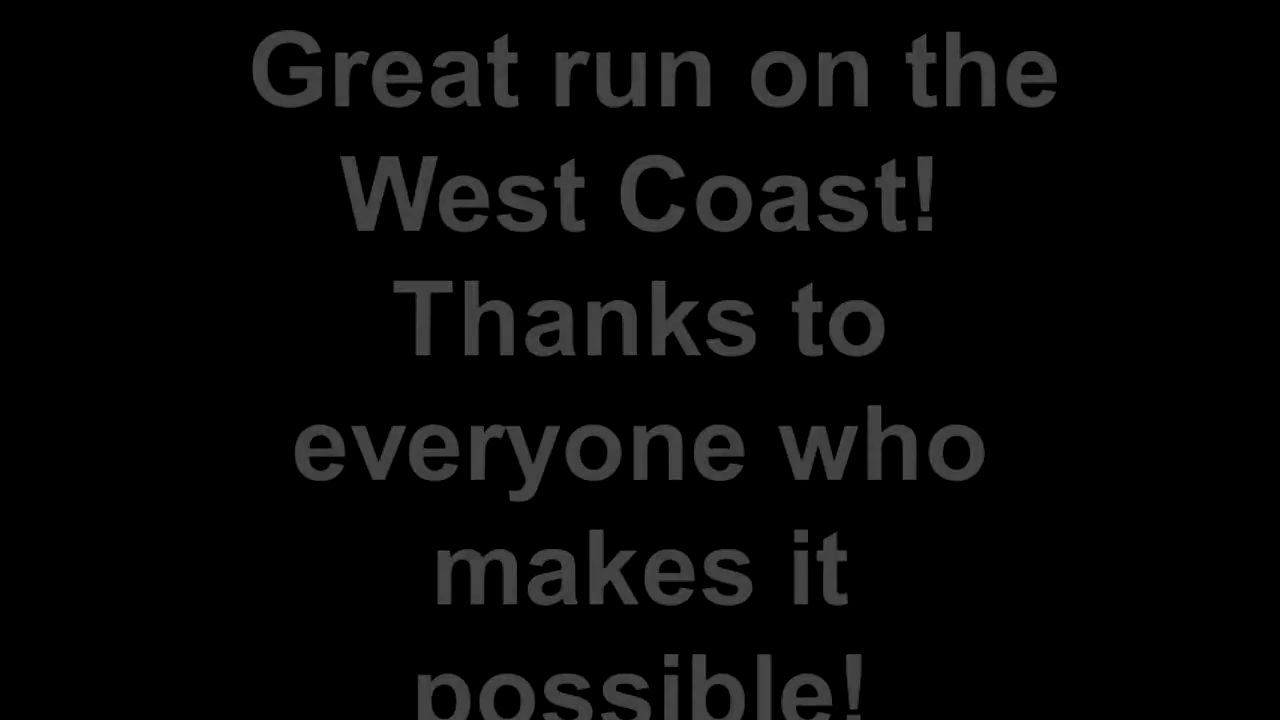 Great run on the
West Coast!
Thanks to
everyone who
makes it
possible!